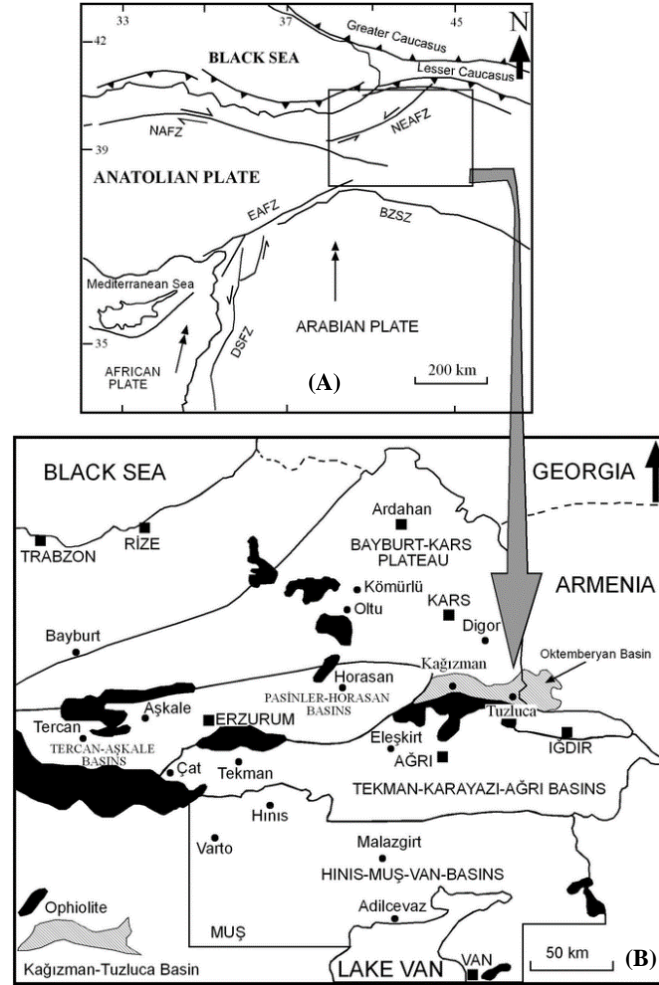 33
37
45
N
42
Greater Caucasus
BLACK SEA
Lesser Caucasus
NAFZ
NEAFZ
39
ANATOLIAN PLATE
EAFZ
BZSZ
Mediterranean Sea
DSFZ
ARABIAN PLATE
35
AFRICAN
PLATE
(A)
200 km
BLACK SEA
GEORGIA
Ardahan
TRABZON
RİZE
BAYBURT-KARS
PLATEAU
Kömürlü
ARMENIA
Oltu
KARS
Digor
Bayburt
Oktemberyan Basin
Kağızman
Horasan
PASİNLER-HORASAN
BASINS
Aşkale
Tuzluca
Tercan
ERZURUM
TERCAN-AŞKALE
BASINS
Eleşkirt
IĞDIR
AĞRI
Çat
Tekman
TEKMAN-KARAYAZI-AĞRI BASINS
Hınıs
Varto
Malazgirt
HINIS-MUŞ-VAN-BASINS
Ophiolite
Adilcevaz
MUŞ
Kağızman-Tuzluca Basin
LAKE VAN
VAN
50 km
(B)